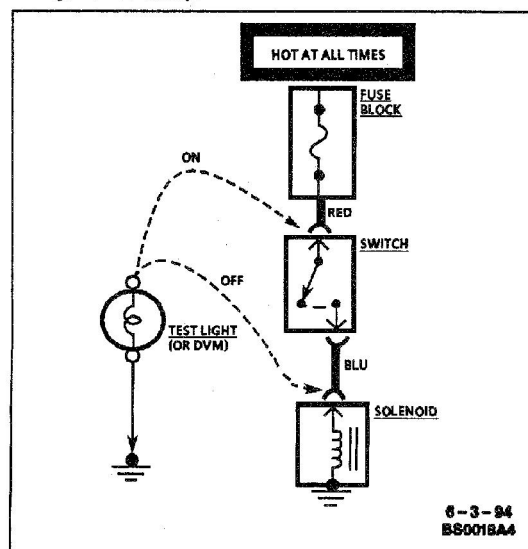 HOT AT ALL TIMES
FUSE
BLOCK
ON
RED
SWITCH
OFF
TEST LIGHT
(OR DVM)
BLU
SOLENOID
6-3-94
BS0018A4